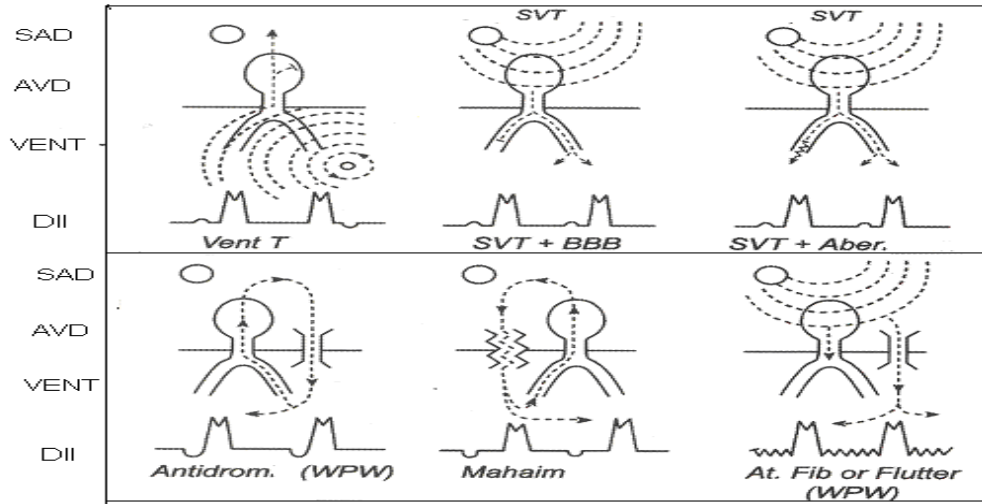 SVT SVT
SAD
AVD
VENT
DII
Vent T SVT + BBB SVT + Aber.
SAD
AVD
VENT
DII
Antidrom. (WPW) Mahaim At. Fib or Flutter
(WPW)